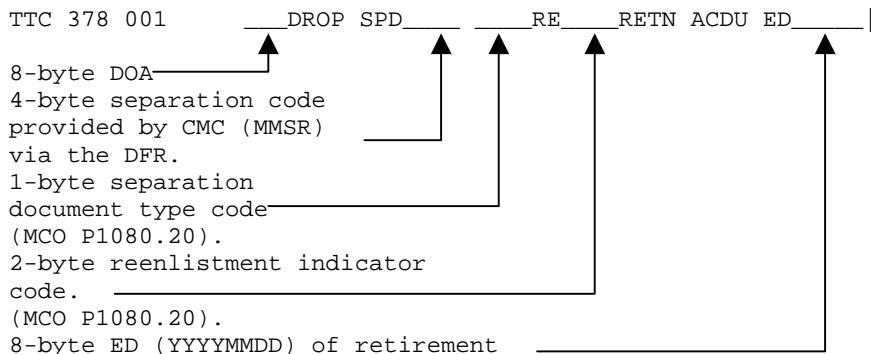 TTC 378 001 ___DROP SPD____ ____RE____RETN ACDU ED_____|
8-byte DOA
4-byte separation code
provided by CMC (MMSR)
via the DFR.
1-byte separation
document type code
(MCO P1080.20).
2-byte reenlistment indicator
code.
(MCO P1080.20).
8-byte ED (YYYYMMDD) of retirement